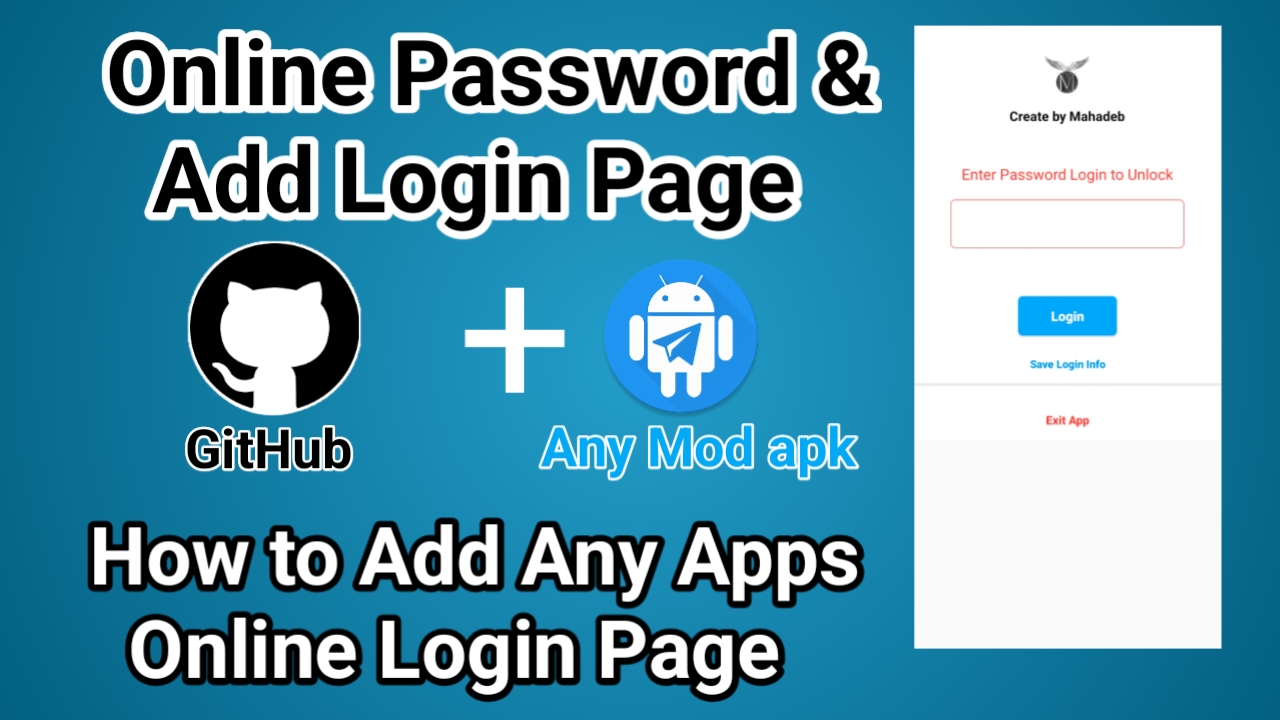 Online Password &
Add Login Page
GitHub
Any Mod apk
How to Add Any Apps
Online Login Page
M
Create by Mahadeb
Enter Password Login to Unlock
Login
Save Login Info
Exit App